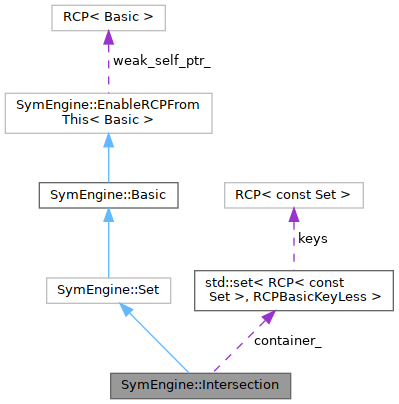 RCP< Basic >
weak_self_ptr_
SymEngine::EnableRCPFrom
This< Basic >
SymEngine::Basic
RCP< const Set >
keys
SymEngine::Set
std::set< RCP< const
Set >, RCPBasicKeyLess >
container_
SymEngine::Intersection